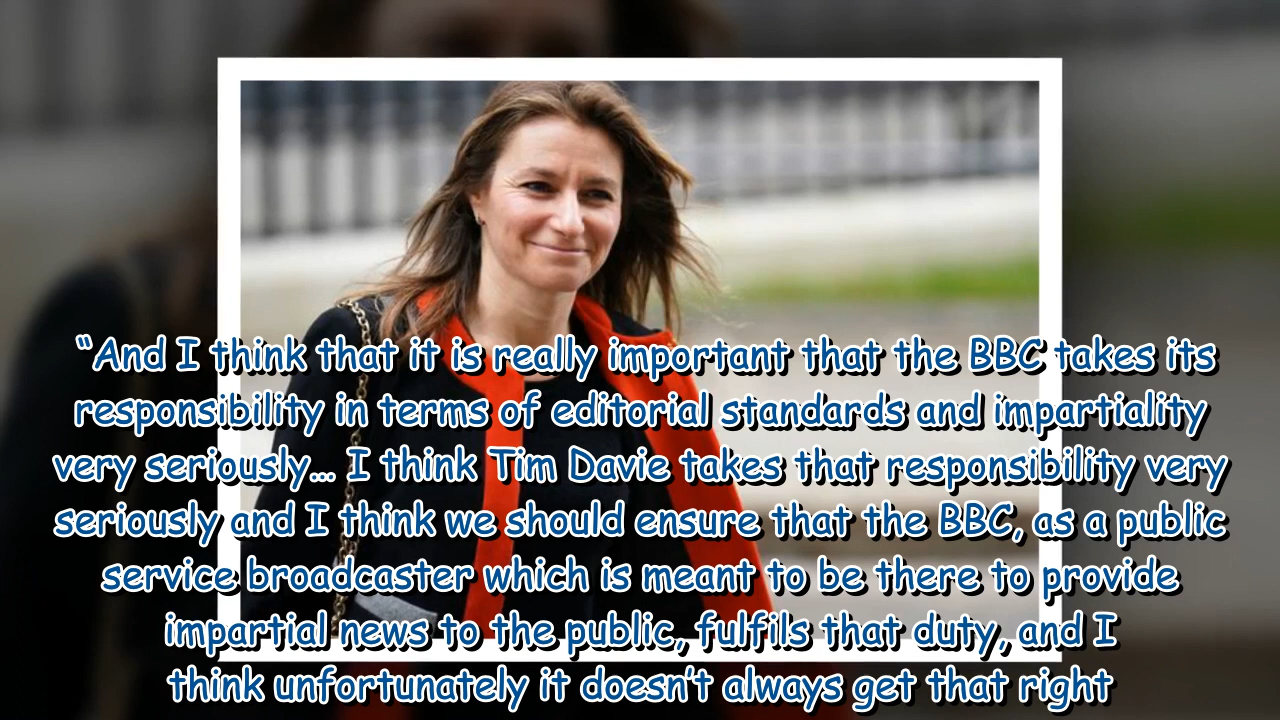 “And I think that it is really important that the BBC takes its
responsibility in terms of editorial standards and impartiality
very seriously... I think Tim Davie takes that responsibility very
seriously and I think we should ensure that the BBC, as a public
service broadcaster which is meant to be there to provide
impartial news to the public, fulfils that duty, and I
think unfortunately it doesn’t always get that right